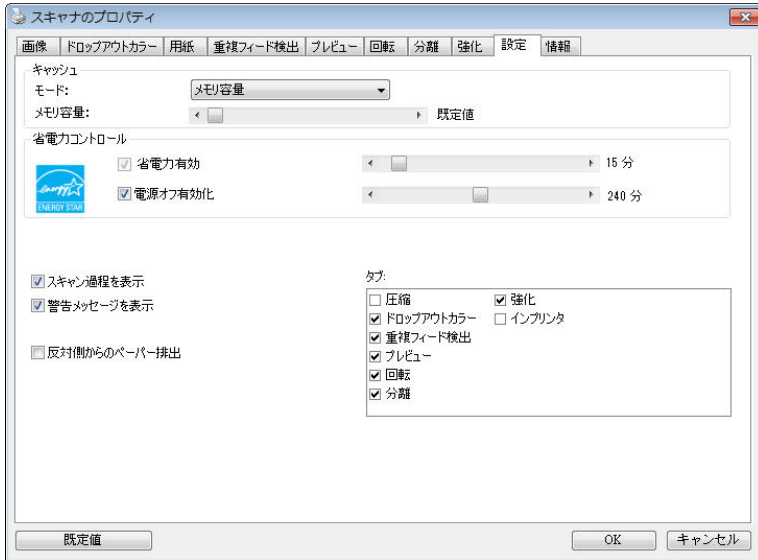 スキャナのプロパティ
画像 ドロップアウトカラー 用紙 重複フィード検出 プレビュー 回転 分離 強化 設定 情報
キャッシュ
モード: メモリ容量
メモリ容量: 既定値
省電力コントロール
省電力有効 15 分
電源オフ有効化 240 分
energy
ENERGY STAR
スキャン過程を表示
警告メッセージを表示
反対側からのペーパー排出
タブ:
圧縮 強化
ドロップアウトカラー インプリンタ
重複フィード検出
プレビュー
回転
分離
既定値 OK キャンセル